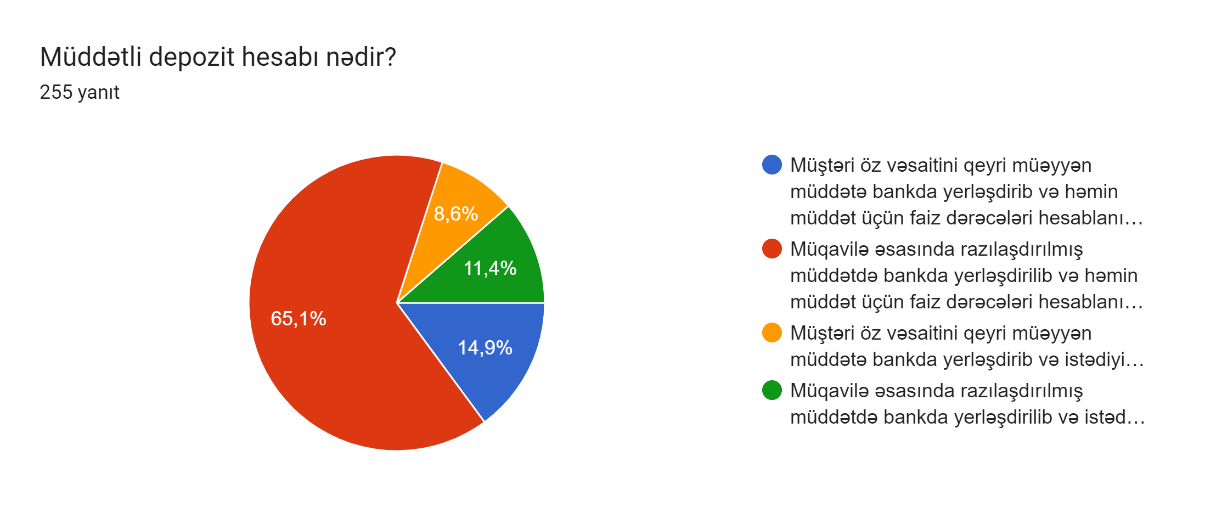 Müddətli depozit hesabı nədir?
255 yanıt
8,6%
11,4%
65,1%
14,9%
Müştəri öz vəsaitini qeyri müəyyən
müddətə bankda yerləşdirib və həmin
müddət üçün faiz dərəcələri hesablanı…
Müqavilə əsasında razılaşdırılmış
müddətdə bankda yerləşdirilib və həmin
müddət üçün faiz dərəcələri hesablanı…
Müştəri öz vəsaitini qeyri müəyyən
müddətə bankda yerləşdirib və istədiyi…
Müqavilə əsasında razılaşdırılmış
müddətdə bankda yerləşdirilib və istəd…